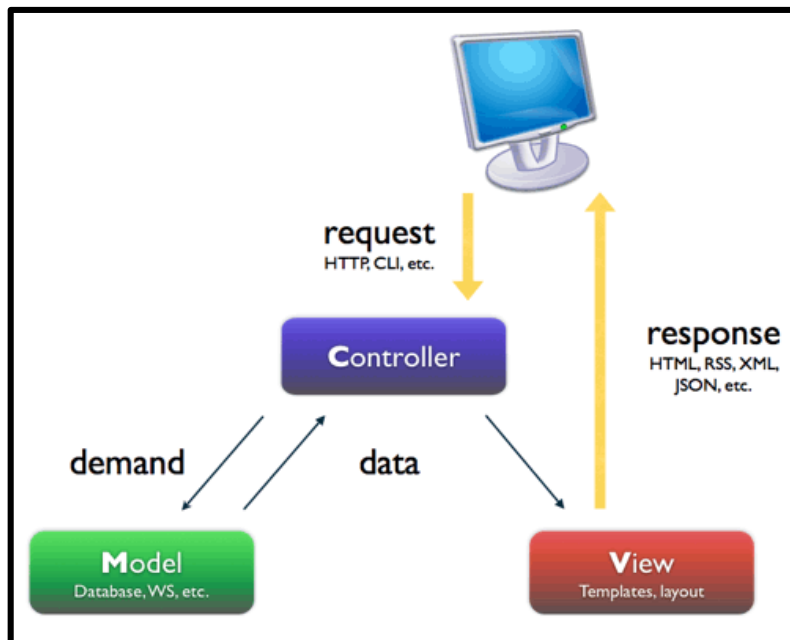 request
HTTP, CLI, etc.
response
HTML, RSS, XML,
JSON, etc.
Controller
demand
data
Model
Database, WS, etc.
View
Templates, layout